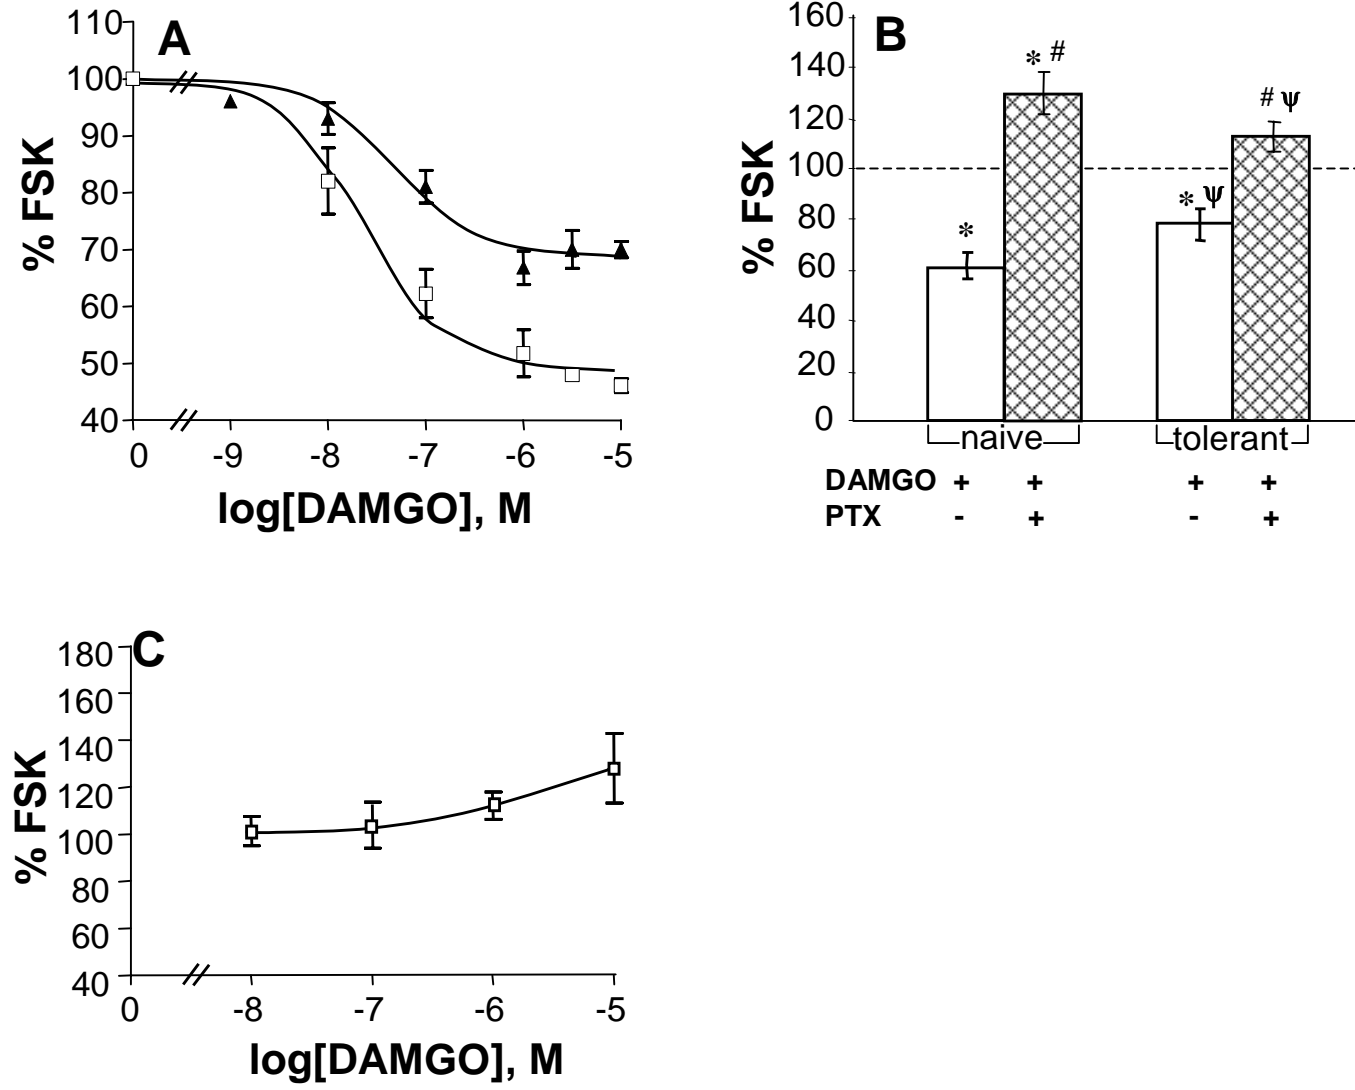 A
110
100
90
80
70
60
50
40
% FSK
0 -9 -8 -7 -6 -5
log[DAMGO], M
B
160
140
120
100
80
60
40
20
0
% FSK
* #
# ψ
* ψ
*
naive tolerant
DAMGO + + + +
PTX - + - +
C
180
160
140
120
100
80
60
40
% FSK
0 -8 -7 -6 -5
log[DAMGO], M